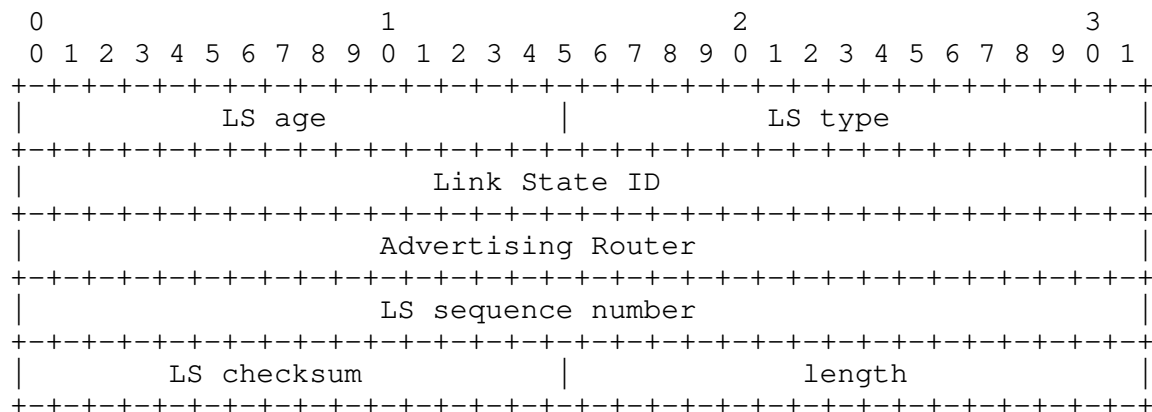 0                   1                   2                   3
0 1 2 3 4 5 6 7 8 9 0 1 2 3 4 5 6 7 8 9 0 1 2 3 4 5 6 7 8 9 0 1
+-+-+-+-+-+-+-+-+-+-+-+-+-+-+-+-+-+-+-+-+-+-+-+-+-+-+-+-+-+-+-+-+
|           LS age             |           LS type              |
+-+-+-+-+-+-+-+-+-+-+-+-+-+-+-+-+-+-+-+-+-+-+-+-+-+-+-+-+-+-+-+-+
|                       Link State ID                           |
+-+-+-+-+-+-+-+-+-+-+-+-+-+-+-+-+-+-+-+-+-+-+-+-+-+-+-+-+-+-+-+-+
|                    Advertising Router                         |
+-+-+-+-+-+-+-+-+-+-+-+-+-+-+-+-+-+-+-+-+-+-+-+-+-+-+-+-+-+-+-+-+
|                    LS sequence number                         |
+-+-+-+-+-+-+-+-+-+-+-+-+-+-+-+-+-+-+-+-+-+-+-+-+-+-+-+-+-+-+-+-+
|        LS checksum           |             length             |
+-+-+-+-+-+-+-+-+-+-+-+-+-+-+-+-+-+-+-+-+-+-+-+-+-+-+-+-+-+-+-+-+